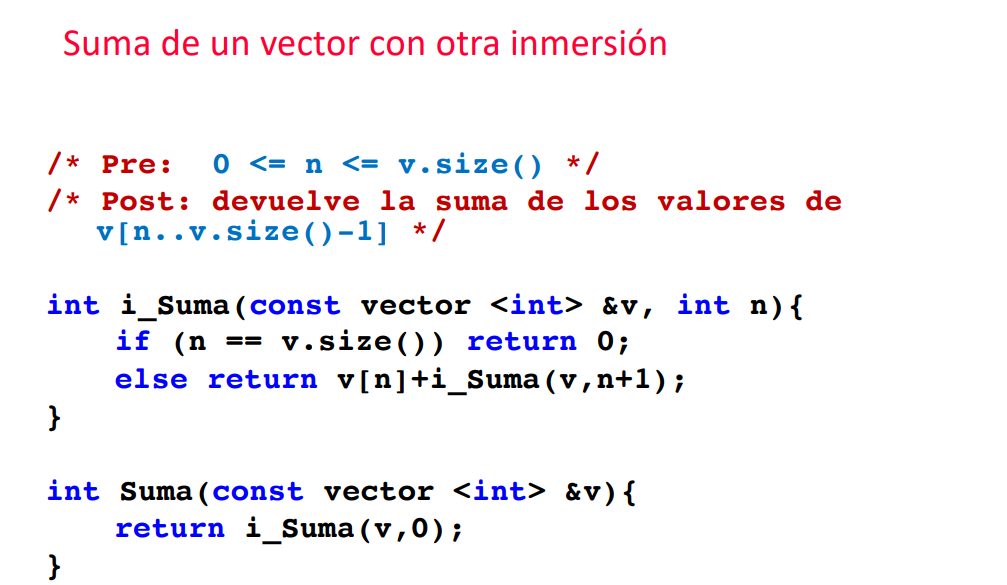 Suma de un vector con otra inmersión
/* Pre:  0 <= n <= v.size() */
/* Post: devuelve la suma de los valores de
v[n..v.size()-1] */
int i_Suma(const vector <int> &v, int n){
if (n == v.size()) return 0;
else return v[n]+i_Suma(v,n+1);
}
int Suma(const vector <int> &v){
return i_Suma(v,0);
}